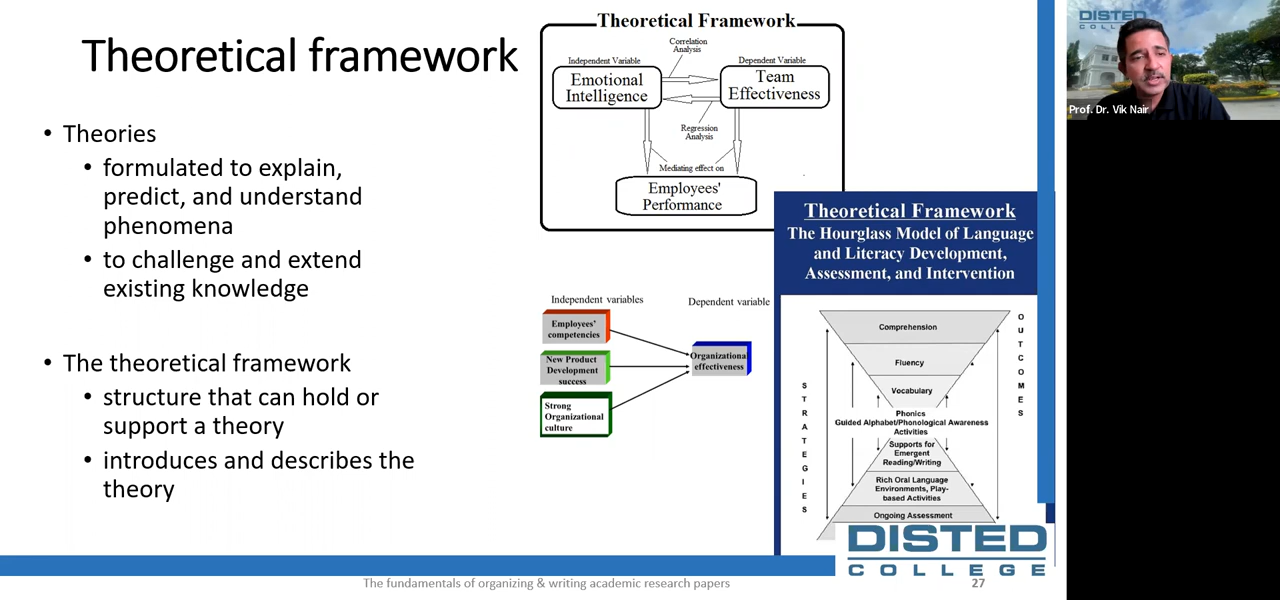 Theoretical framework
• Theories
• formulated to explain,
predict, and understand
phenomena
• to challenge and extend
existing knowledge
• The theoretical framework
• structure that can hold or
support a theory
• introduces and describes the
theory
Theoretical Framework
Correlation
Analysis
Independent Variable
Dependent Variable
Emotional
Intelligence
Team
Effectiveness
Regression
Analysis
Mediating effect on
Employees'
Performance
Independent variables
Dependent variable
Employees'
competencies
New Product
Development
success
Strong
Organizational
culture
Organizational
effectiveness
Theoretical Framework
The Hourglass Model of Language
and Literacy Development,
Assessment, and Intervention
STRATEGIES
OUTCOMES
Comprehension
Fluency
Vocabulary
Phonics
Guided Alphabet/Phonological Awareness
Activities
Supports for
Emergent
Reading/Writing
Rich Oral Language
Environments, Play-
based Activities
Ongoing Assessment
DISTED
COLLEGE
The fundamentals of organizing & writing academic research papers
27
DISTED
COLLEGE
Prof. Dr. Vik Nair